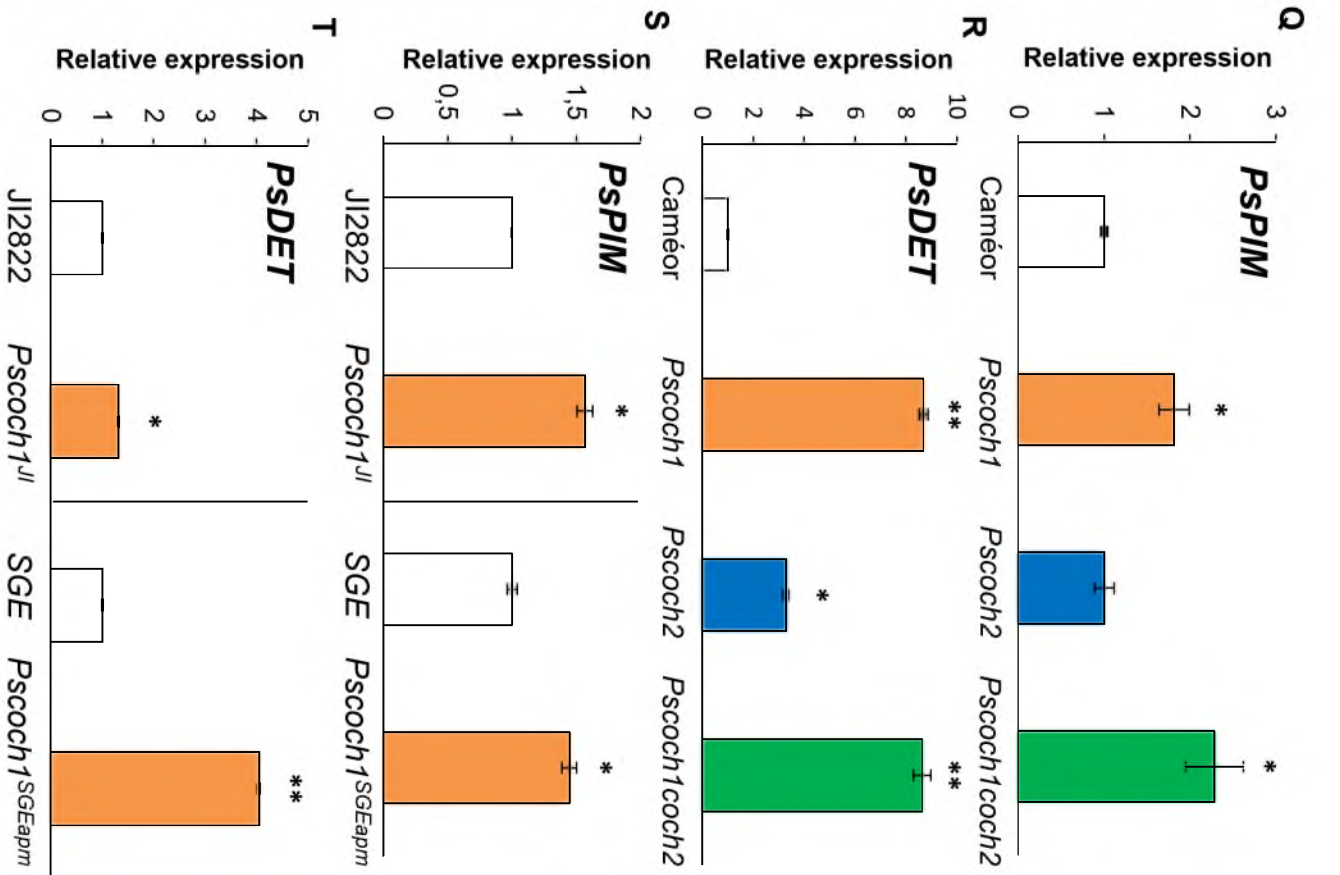 Q
PsPIM
Relative expression
3
2
1
0
*
*
Caméor
Pscoch1
Pscoch2
Pscoch1coch2
R
PsDET
Relative expression
10
8
6
4
2
0
**
*
**
Caméor
Pscoch1
Pscoch2
Pscoch1coch2
S
PsPIM
Relative expression
2
1,5
1
0,5
0
*
*
JI2822
Pscoch1JI
SGE
Pscoch1SGEapm
T
PsDET
Relative expression
5
4
3
2
1
0
*
**
JI2822
Pscoch1JI
SGE
Pscoch1SGEapm